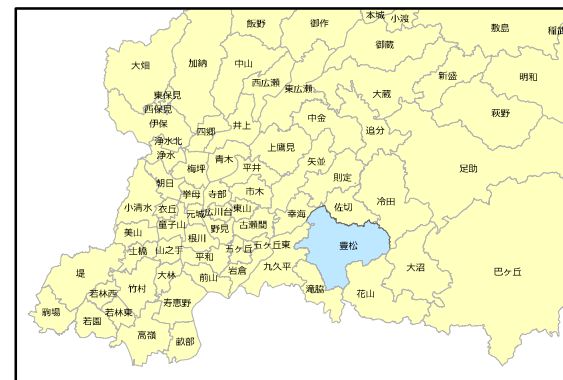 本城
小渡
飯野
御作
敷島
稲武
御蔵
大畑
加納
中山
新盛
明和
西広瀬
東広瀬
大蔵
東保見
西保見
萩野
伊保
四郷
井上
中金
追分
浄水北
浄水
上鷹見
青木
矢並
梅坪
平井
足助
則定
朝日
挙母
寺部
市木
冷田
佐切
小清水
衣丘
元城
広川台
東山
幸海
童子山
野見
古瀬間
美山
根川
豊松
土橋
山之手
五ヶ丘
五ヶ丘東
平和
堤
大林
前山
岩倉
九久平
大沼
巴ヶ丘
若林西
竹村
滝脇
花山
寿恵野
駒場
若園
若林東
高嶺
畝部